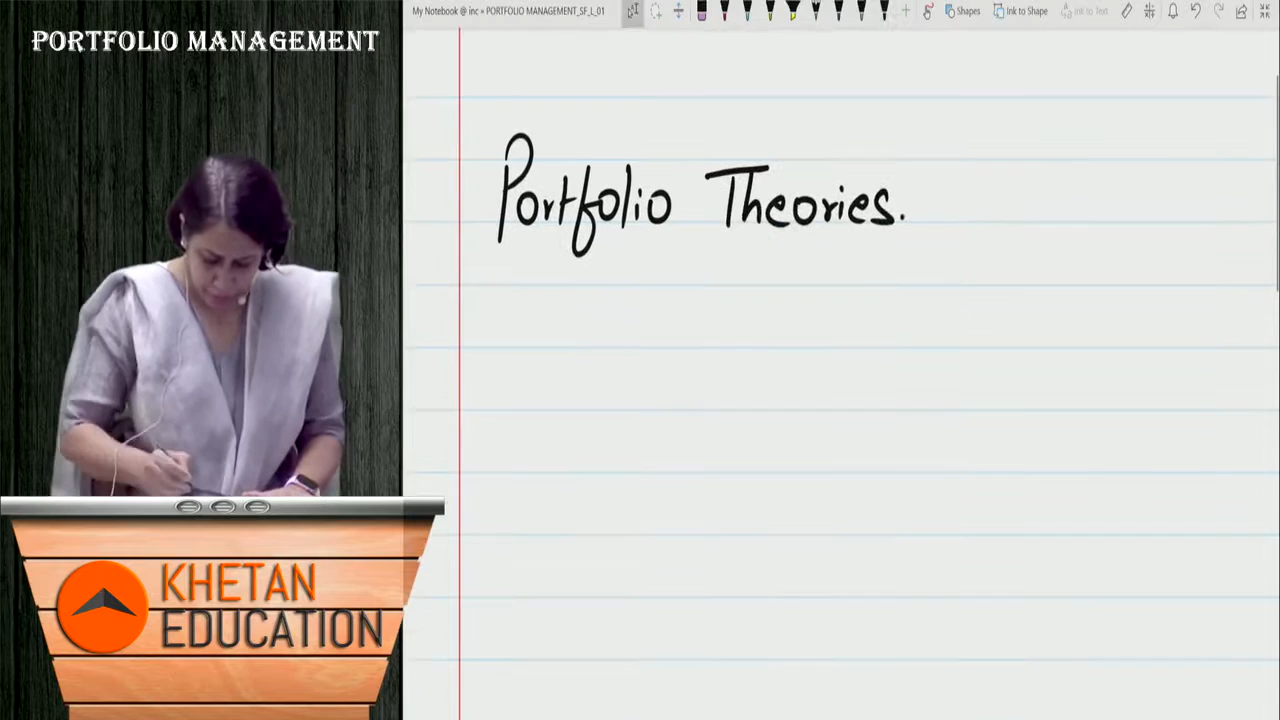 PORTFOLIO MANAGEMENT
My Notebook @ inc » PORTFOLIO MANAGEMENT_SF_L_01
Shapes
Ink to Shape
Ink to Text
Portfolio Theories.
KHETAN
EDUCATION